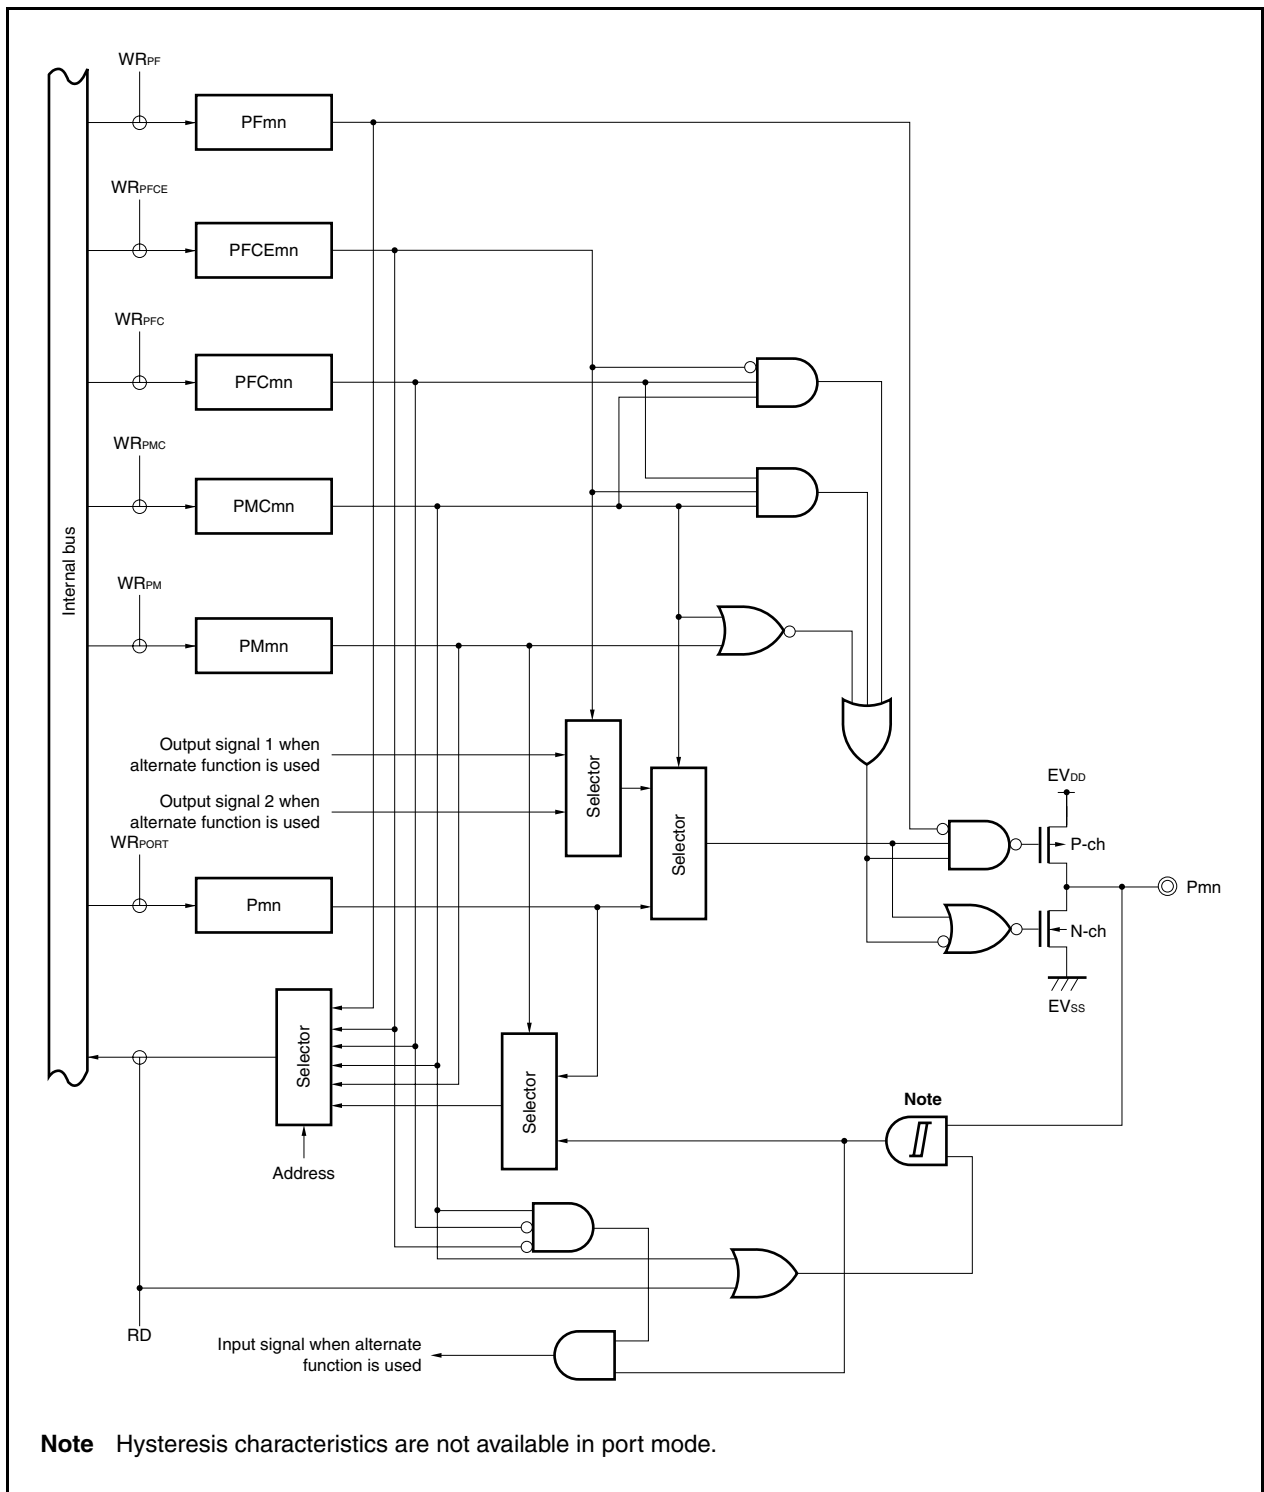 WRPF
PFmn
WRPFCE
PFCEmn
WRPFC
PFCmn
WRPMC
PMCmn
Internal bus
WRPM
PMmn
Output signal 1 when
alternate function is used
Output signal 2 when
alternate function is used
Selector
Selector
WRPORT
Pmn
EVDD
P-ch
Pmn
N-ch
EVSS
Selector
Selector
Address
Note
RD
Input signal when alternate
function is used
Note Hysteresis characteristics are not available in port mode.